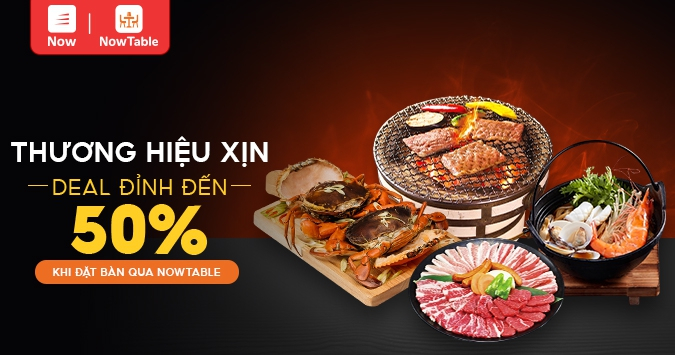 Now
NowTable
THƯƠNG HIỆU XỊN
DEAL ĐỈNH ĐẾN
50%
KHI ĐẶT BÀN QUA NOWTABLE